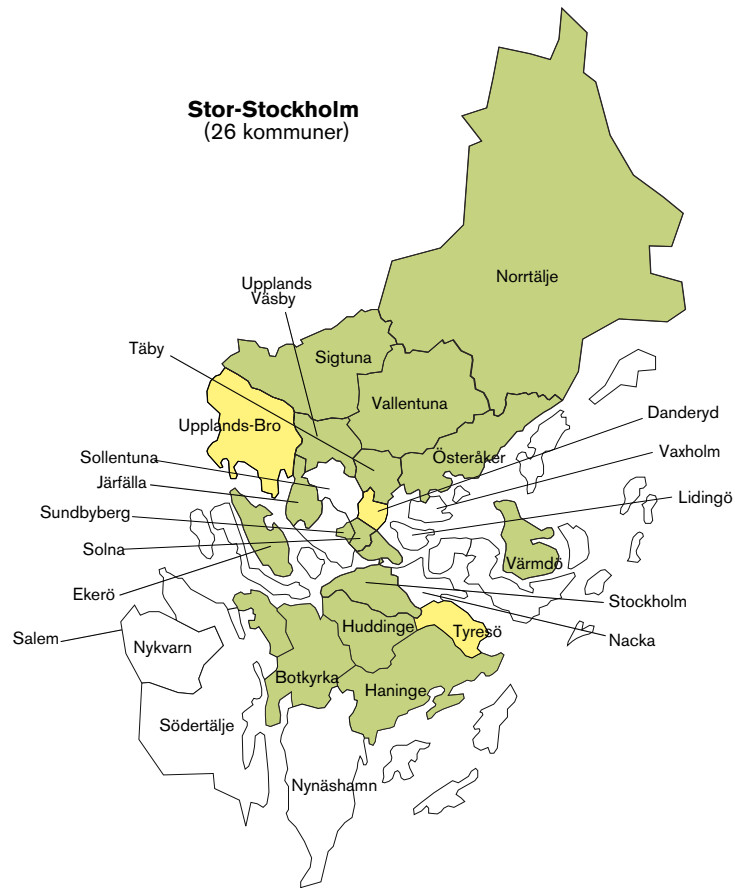 Stor-Stockholm
(26 kommuner)
Norrtälje
Upplands
Väsby
Täby
Sigtuna
Vallentuna
Danderyd
Upplands-Bro
Vaxholm
Sollentuna
Österåker
Järfälla
Lidingö
Sundbyberg
Solna
Värmdö
Ekerö
Stockholm
Salem
Huddinge
Tyresö
Nacka
Nykvarn
Botkyrka
Haninge
Södertälje
Nynäshamn